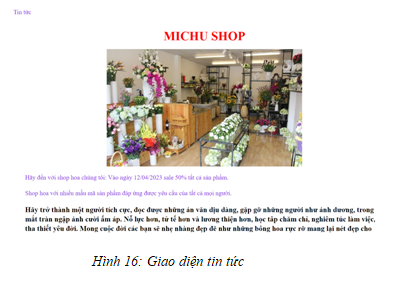 Tin tức
MICHU SHOP
Hãy đến với shop hoa chúng tôi: Vào ngày 12/04/2023 sale 50% tất cả sản phẩm.
Shop hoa với nhiều mẫu mã sản phẩm đáp ứng được yêu cầu của tất cả mọi người.
Hãy trở thành một người tích cực, đọc được những án văn dịu dàng, gặp gỡ những người như ánh dương, trong
mắt tràn ngập ánh cười ấm áp. Nỗ lực hơn, tử tế hơn và lương thiện hơn, học tập chăm chỉ, nghiêm túc làm việc,
tha thiết yêu đời. Mong cuộc đời các bạn sẽ nhẹ nhàng đẹp đẽ như những bông hoa rực rỡ mang lại nét đẹp cho
Hình 16: Giao diện tin tức